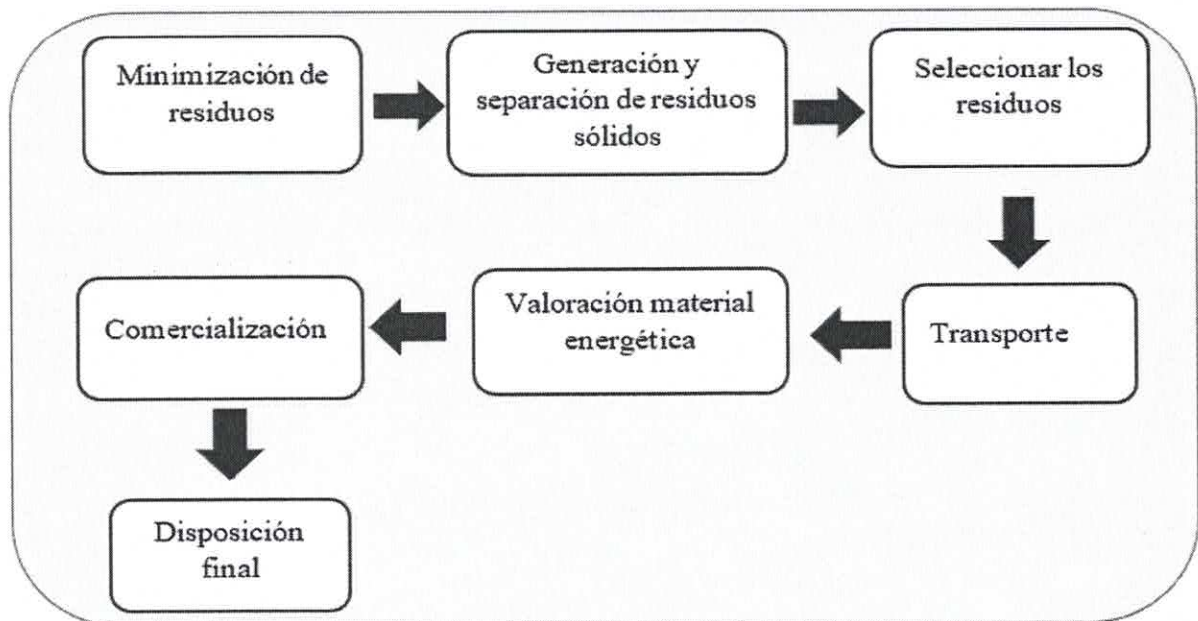 Minimización de
residuos
Generación y
separación de residuos
sólidos
Seleccionar los
residuos
Transporte
Valoración material
energética
Comercialización
Disposición
final